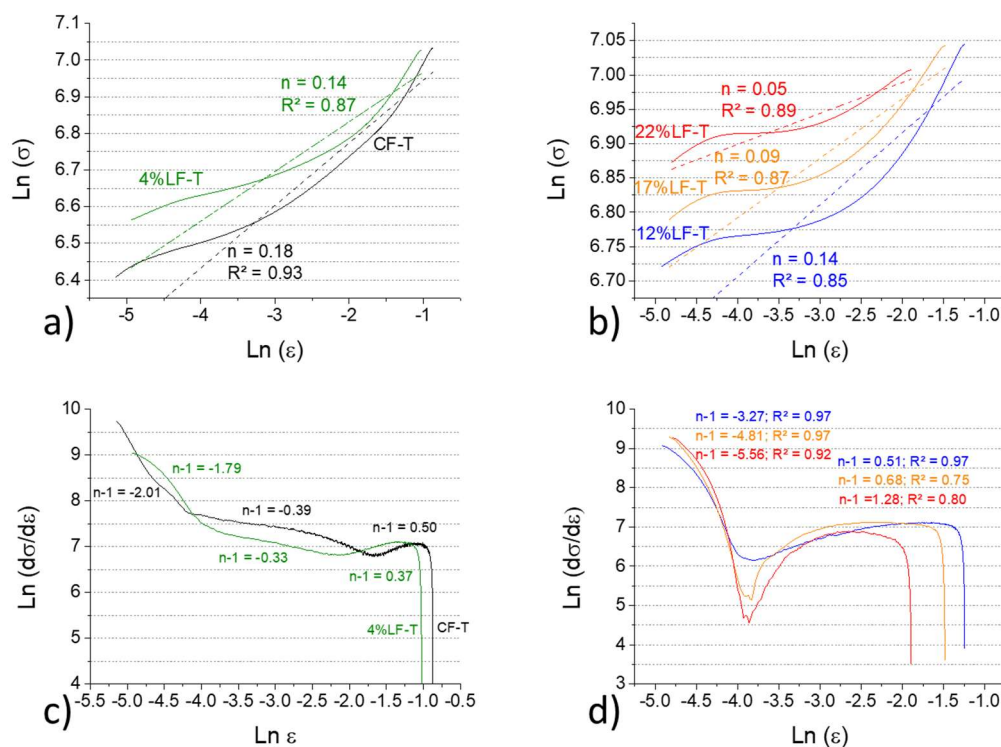 7.1
7.0
6.9
6.8
6.7
6.6
6.5
6.4
Ln (σ)
n = 0.14
R² = 0.87
CF-T
4%LF-T
n = 0.18
R² = 0.93
-5 -4 -3 -2 -1
a)
Ln (ε)
7.05
7.00
6.95
6.90
6.85
6.80
6.75
6.70
Ln (σ)
n = 0.05
R² = 0.89
22%LF-T
n = 0.09
R² = 0.87
17%LF-T
12%LF-T
n = 0.14
R² = 0.85
-5.0 -4.5 -4.0 -3.5 -3.0 -2.5 -2.0 -1.5 -1.0
b)
Ln (ε)
10
9
8
7
6
5
4
Ln (dσ/dε)
n-1 = -1.79
n-1 = -2.01
n-1 = -0.39
n-1 = 0.50
n-1 = -0.33
n-1 = 0.37
4%LF-T
CF-T
-5.5 -5.0 -4.5 -4.0 -3.5 -3.0 -2.5 -2.0 -1.5 -1.0 -0.5
c)
Ln ε
10
9
8
7
6
5
4
3
Ln (dσ/dε)
n-1 = -3.27; R² = 0.97
n-1 = -4.81; R² = 0.97
n-1 = -5.56; R² = 0.92
n-1 = 0.51; R² = 0.97
n-1 = 0.68; R² = 0.75
n-1 =1.28; R² = 0.80
-5.0 -4.5 -4.0 -3.5 -3.0 -2.5 -2.0 -1.5 -1.0
d)
Ln (ε)